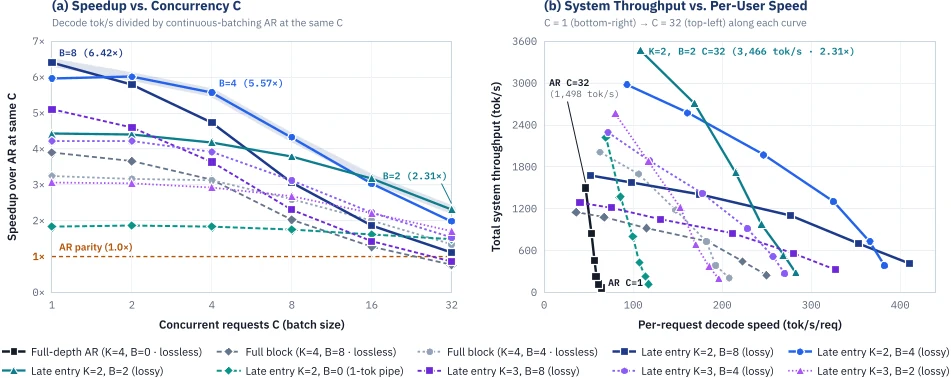 (a) Speedup vs. Concurrency C
Decode tok/s divided by continuous-batching AR at the same C
7×
6×
5×
4×
3×
2×
1×
0×
Speedup over AR at same C
B=8 (6.42×)
B=4 (5.57×)
B=2 (2.31×)
AR parity (1.0×)
1
2
4
8
16
32
Concurrent requests C (batch size)
(b) System Throughput vs. Per-User Speed
C = 1 (bottom-right) → C = 32 (top-left) along each curve
3600
3000
2400
1800
1200
600
0
Total system throughput (tok/s)
K=2, B=2 C=32 (3,466 tok/s · 2.31×)
AR C=32
(1,498 tok/s)
AR C=1
0
100
200
300
400
Per-request decode speed (tok/s/req)
Full-depth AR (K=4, B=0 · lossless)
Full block (K=4, B=8 · lossless)
Full block (K=4, B=4 · lossless)
Late entry K=2, B=8 (lossy)
Late entry K=2, B=4 (lossy)
Late entry K=2, B=2 (lossy)
Late entry K=2, B=0 (1-tok pipe)
Late entry K=3, B=8 (lossy)
Late entry K=3, B=4 (lossy)
Late entry K=3, B=2 (lossy)